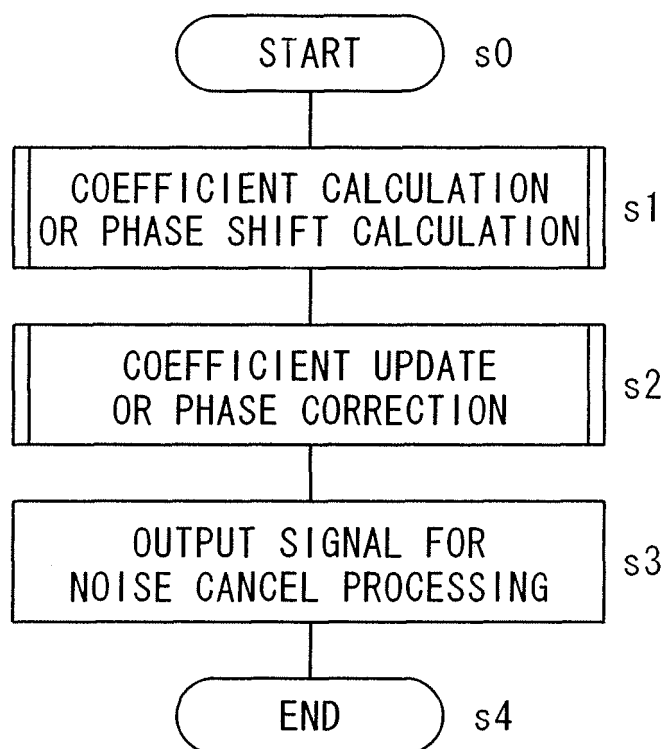 START s0
COEFFICIENT CALCULATION
OR PHASE SHIFT CALCULATION s1
COEFFICIENT UPDATE
OR PHASE CORRECTION s2
OUTPUT SIGNAL FOR
NOISE CANCEL PROCESSING s3
END s4